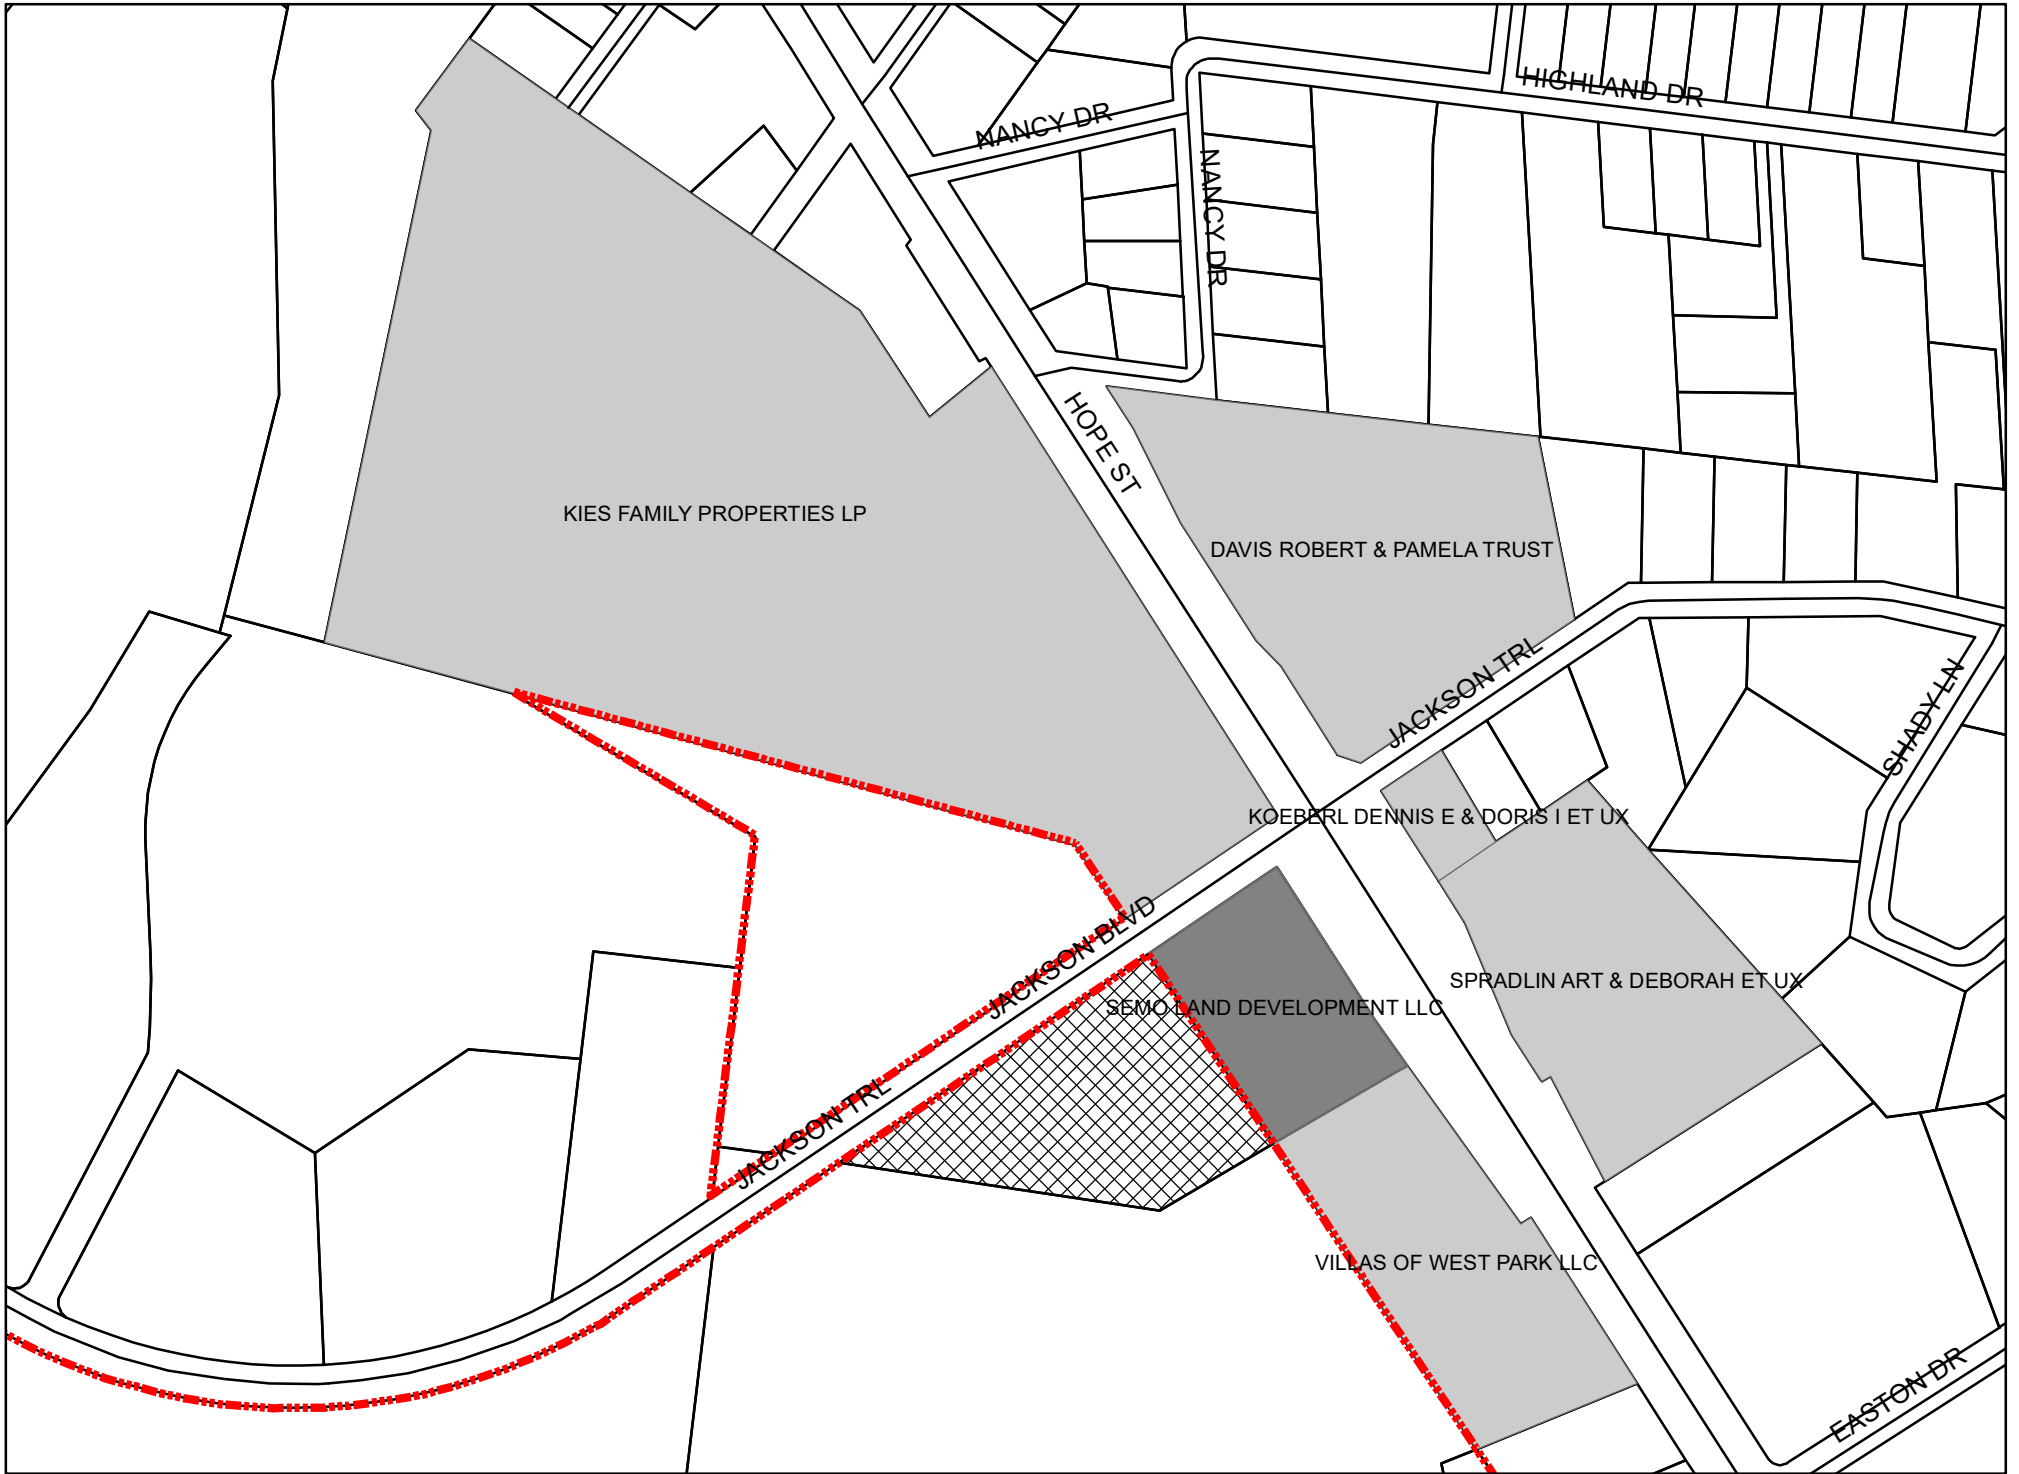 HIGHLAND DR
NANCY DR
NANCY DR
HOPE ST
KIES FAMILY PROPERTIES LP
DAVIS ROBERT & PAMELA TRUST
JACKSON TRL
SHADY LN
KOEBERL DENNIS E & DORIS I ET UX
JACKSON BLVD
SPRADLIN ART & DEBORAH ET UX
SEMO LAND DEVELOPMENT LLC
JACKSON TRL
VILLAS OF WEST PARK LLC
EASTON DR